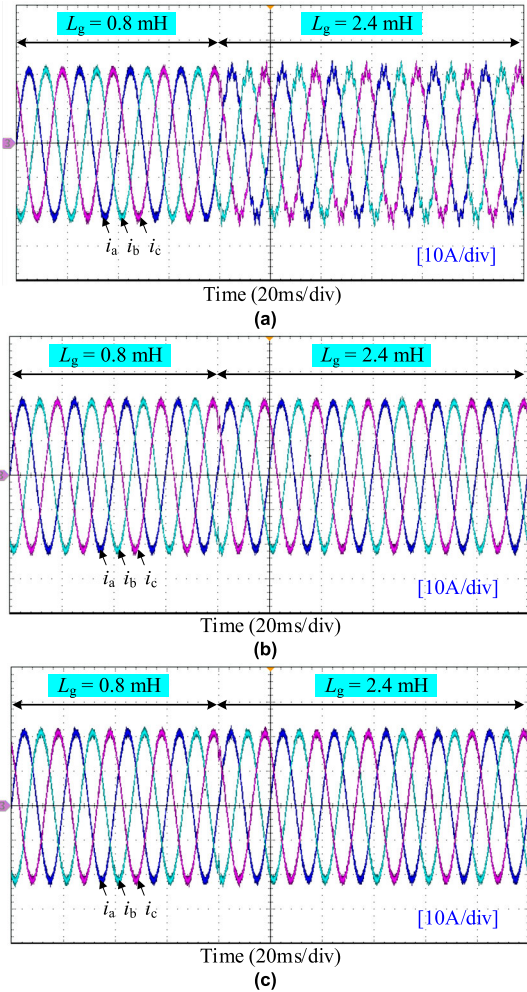 Lg = 0.8 mH Lg = 2.4 mH
ia ib ic
[10A/div]
Time (20ms/div)
(a)
Lg = 0.8 mH Lg = 2.4 mH
ia ib ic
[10A/div]
Time (20ms/div)
(b)
Lg = 0.8 mH Lg = 2.4 mH
ia ib ic
[10A/div]
Time (20ms/div)
(c)